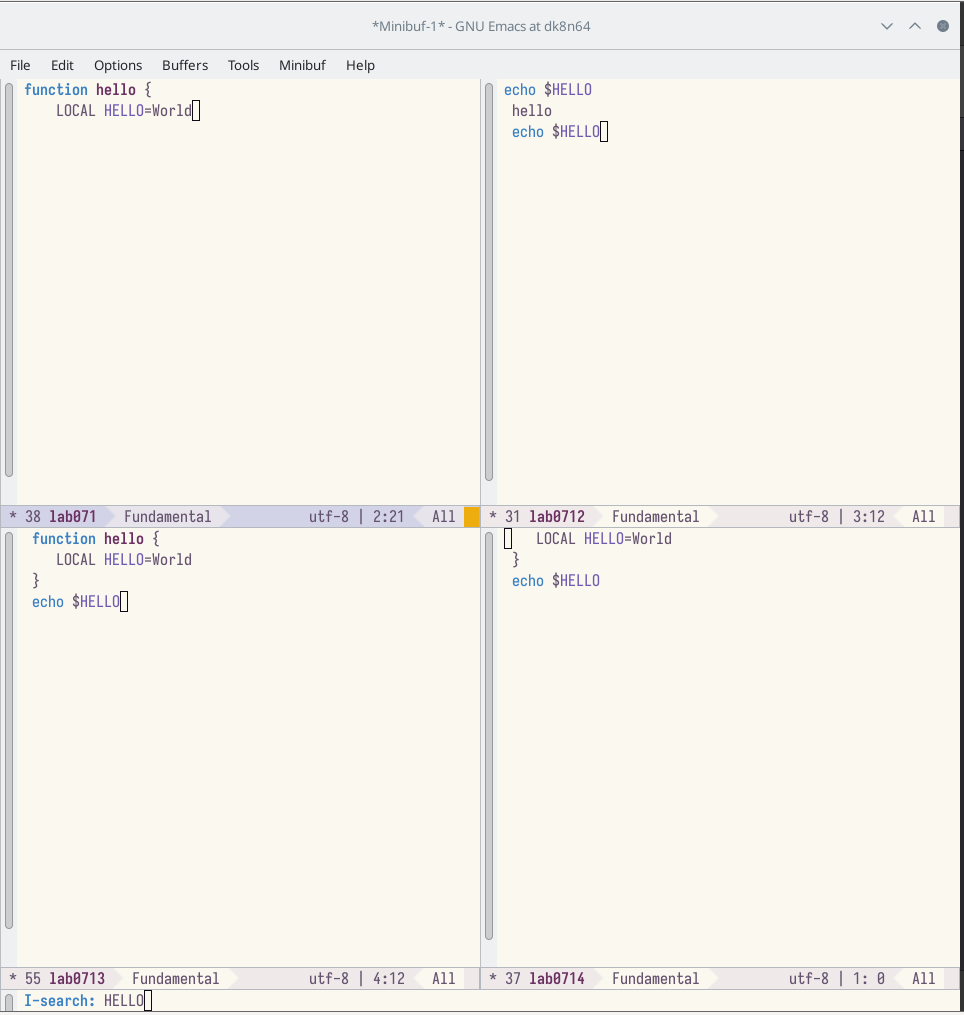 *Minibuf-1* - GNU Emacs at dk8n64
File Edit Options Buffers Tools Minibuf Help
function hello {
LOCAL HELLO=World
* 38 lab071 Fundamental utf-8 | 2:21 All
echo $HELLO
hello
echo $HELLO
* 31 lab0712 Fundamental utf-8 | 3:12 All
function hello {
LOCAL HELLO=World
}
echo $HELLO
* 55 lab0713 Fundamental utf-8 | 4:12 All
LOCAL HELLO=World
}
echo $HELLO
* 37 lab0714 Fundamental utf-8 | 1: 0 All
I-search: HELLO